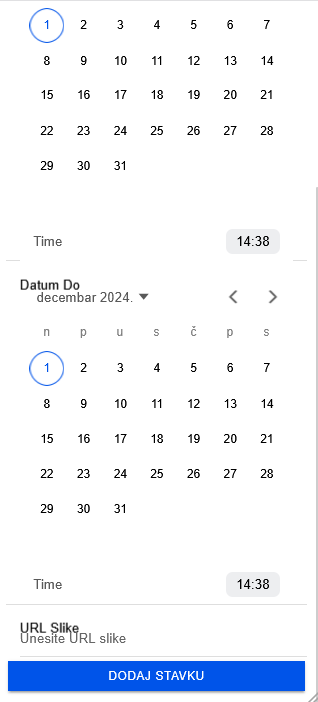 1 2 3 4 5 6 7
8 9 10 11 12 13 14
15 16 17 18 19 20 21
22 23 24 25 26 27 28
29 30 31
Time 14:38
Datum Do
decembar 2024.
n p u s č p s
1 2 3 4 5 6 7
8 9 10 11 12 13 14
15 16 17 18 19 20 21
22 23 24 25 26 27 28
29 30 31
Time 14:38
URL Slike
Unesite URL slike
DODAJ STAVKU